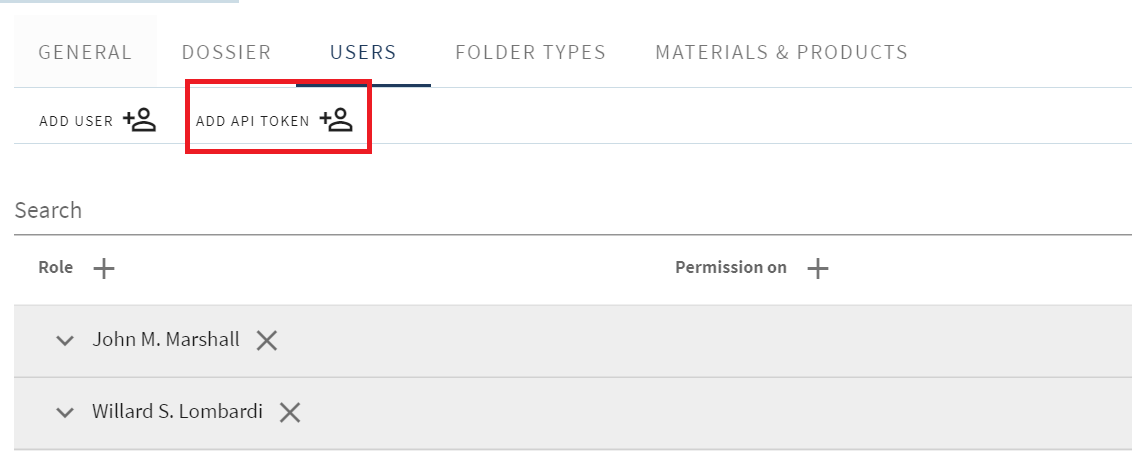 GENERAL DOSSIER USERS FOLDER TYPES MATERIALS & PRODUCTS
ADD USER ADD API TOKEN
Search
Role Permission on
John M. Marshall
Willard S. Lombardi